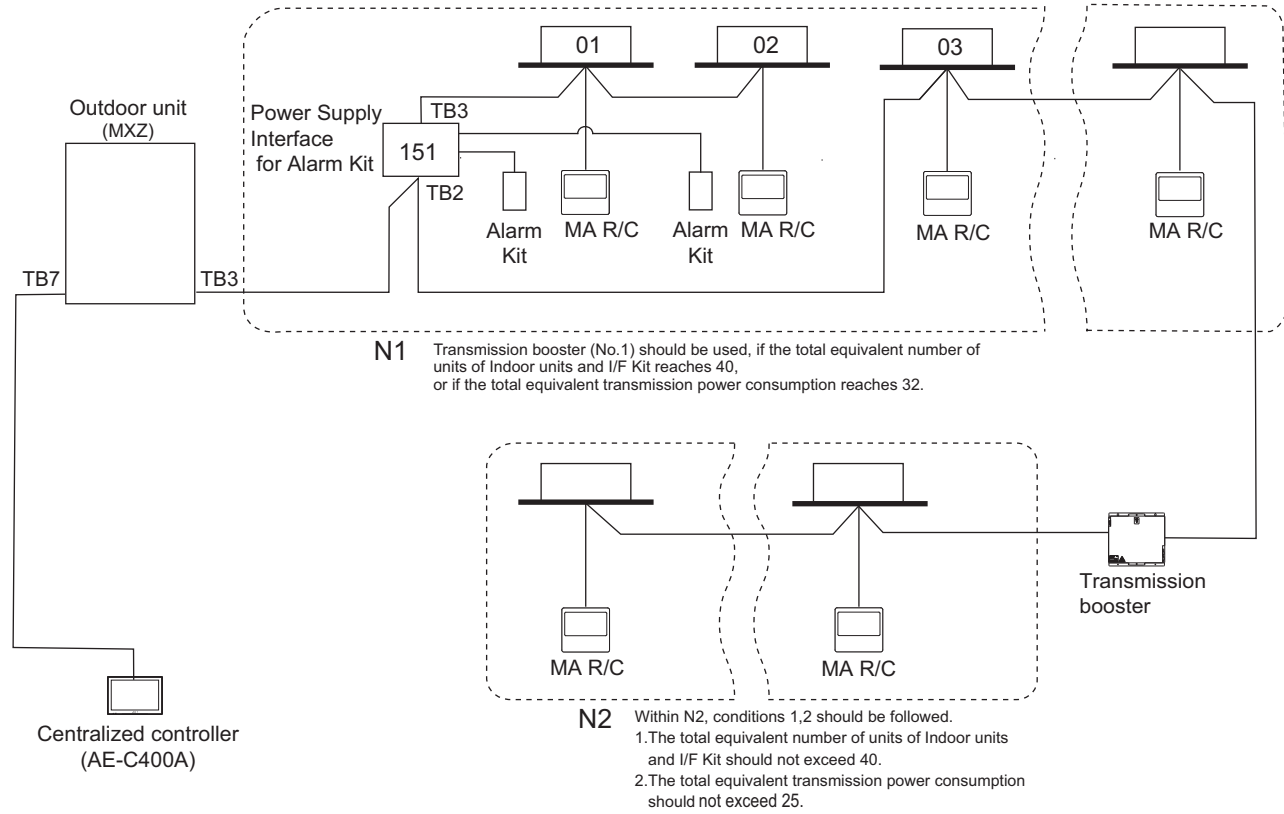 01
02
03
Outdoor unit
(MXZ)
Power Supply
Interface
for Alarm Kit
TB3
151
TB2
Alarm
Kit
MA R/C
Alarm
Kit
MA R/C
MA R/C
MA R/C
TB7
TB3
N1
Transmission booster (No.1) should be used, if the total equivalent number of
units of Indoor units and I/F Kit reaches 40,
or if the total equivalent transmission power consumption reaches 32.
Transmission
booster
MA R/C
MA R/C
N2
Within N2, conditions 1,2 should be followed.
1.The total equivalent number of units of Indoor units
and I/F Kit should not exceed 40.
2.The total equivalent transmission power consumption
should not exceed 25.
Centralized controller
(AE-C400A)